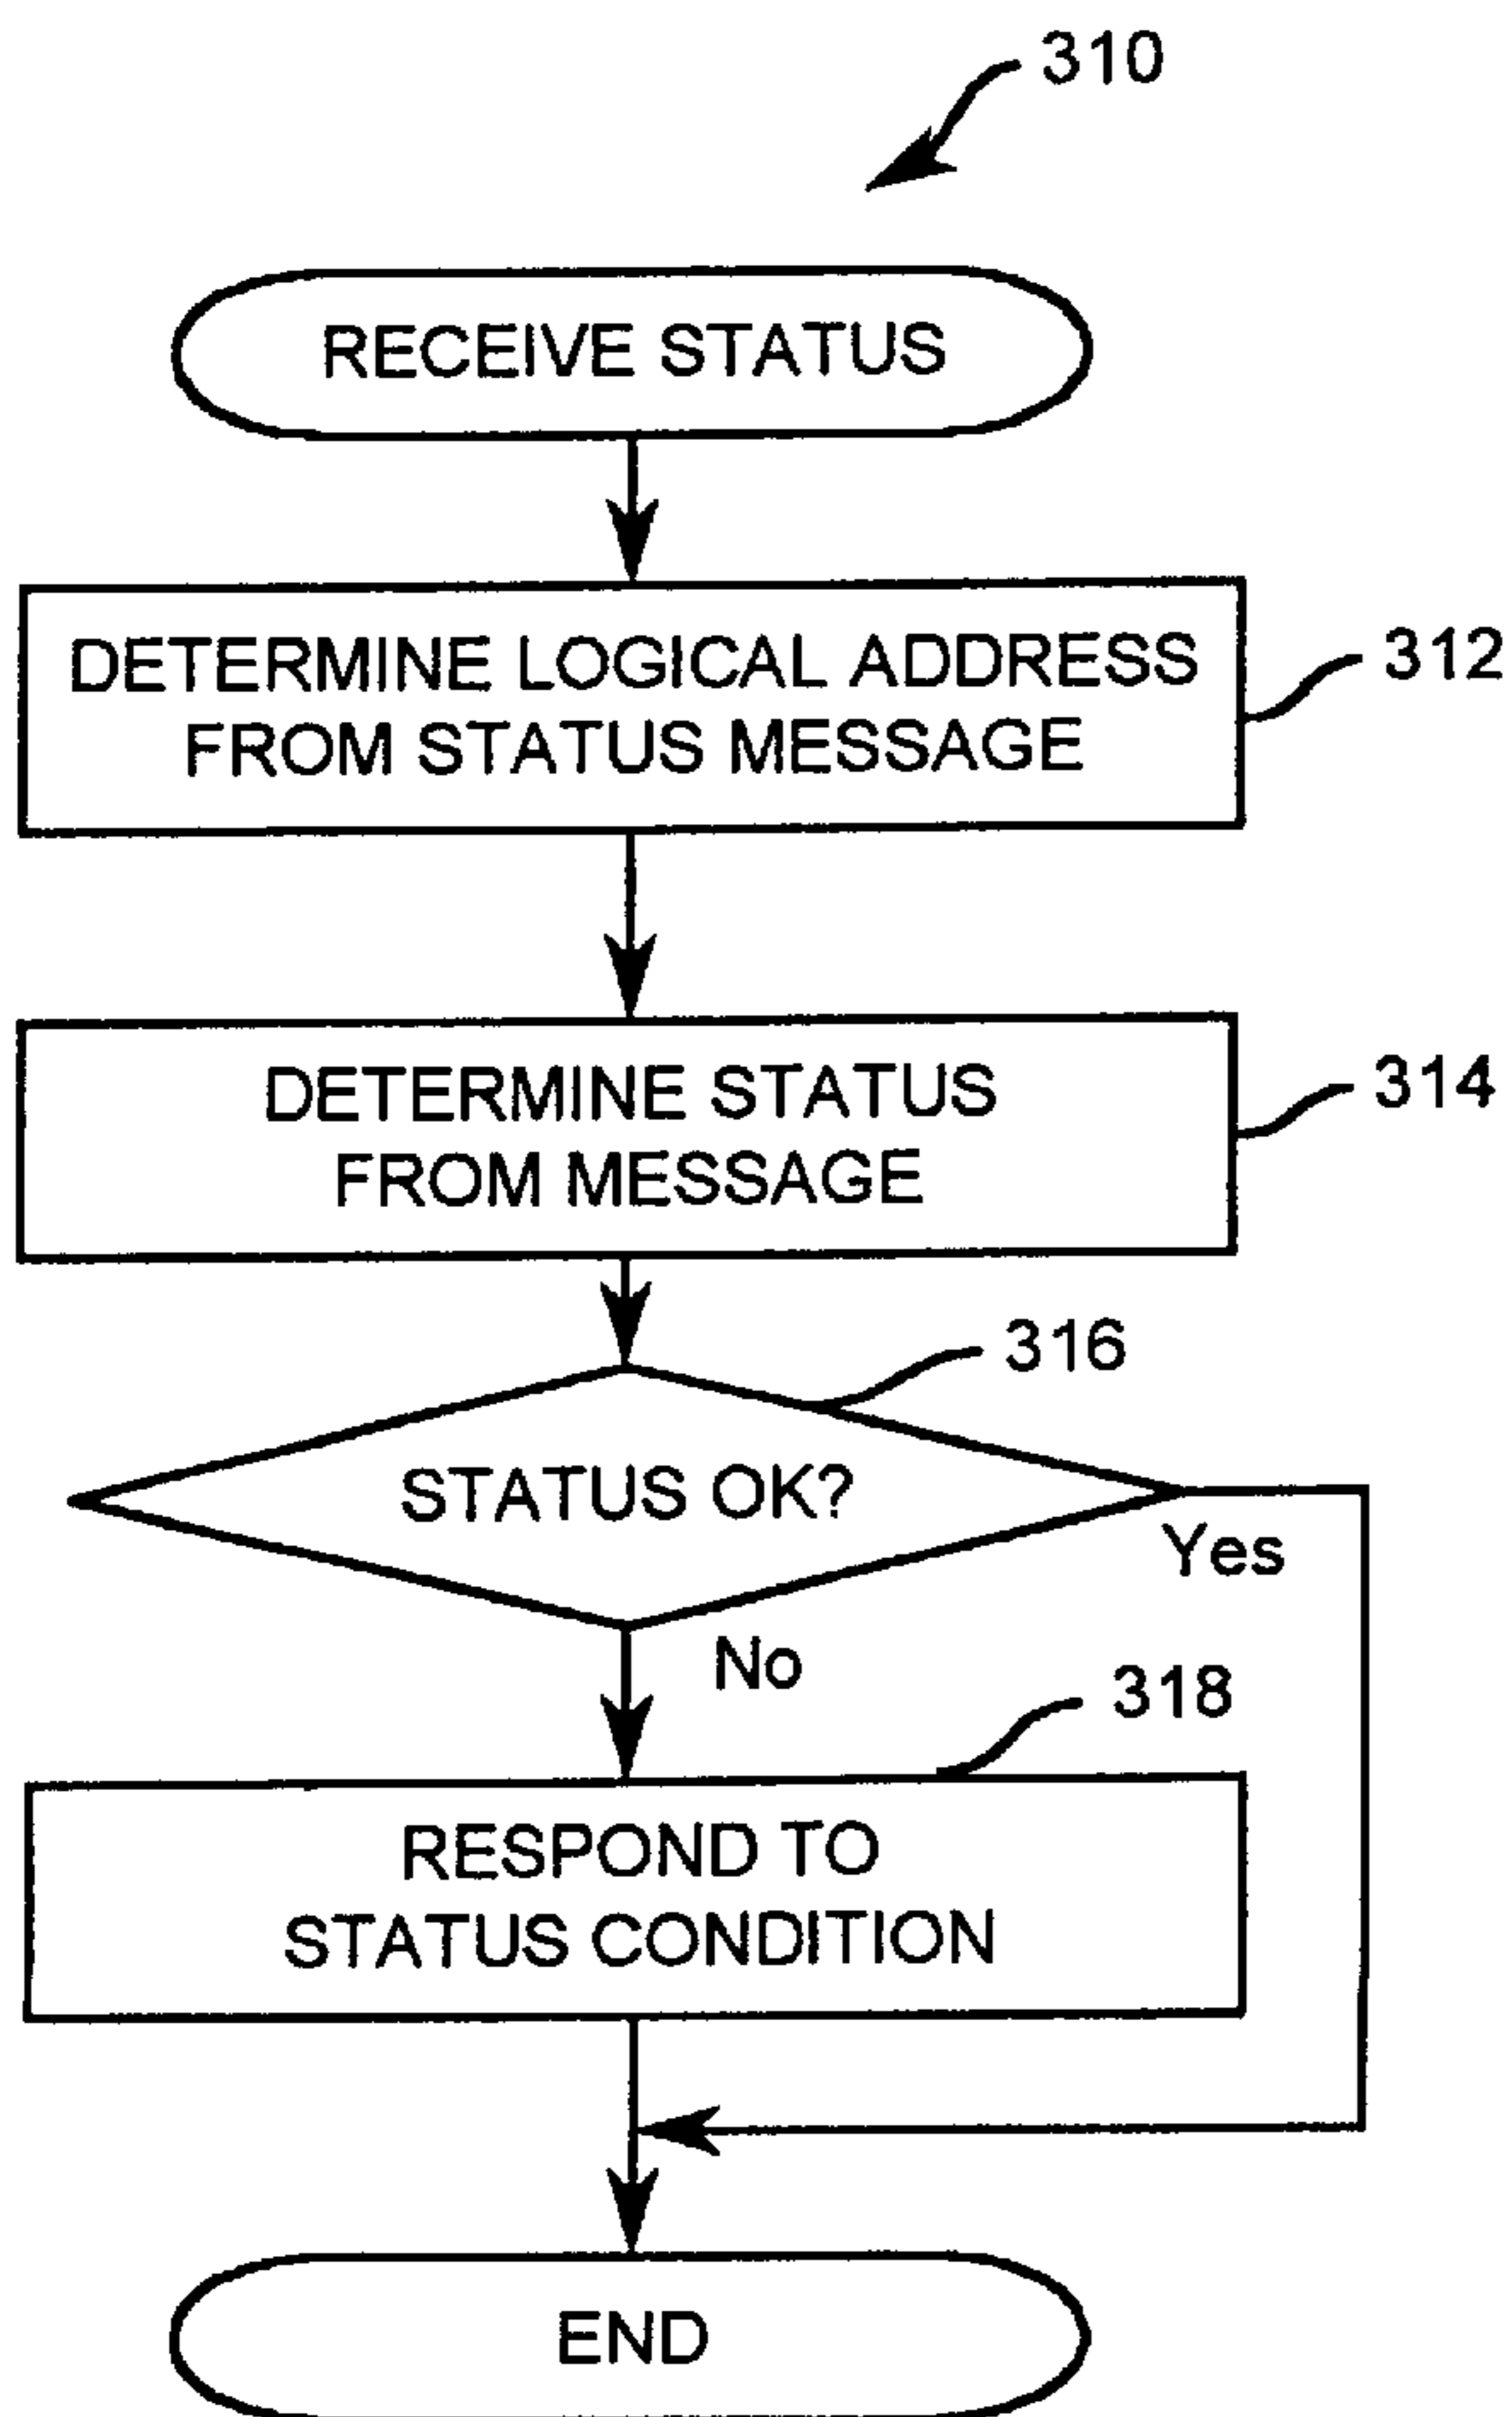 310
RECEIVE STATUS
DETERMINE LOGICAL ADDRESS
FROM STATUS MESSAGE
312
DETERMINE STATUS
FROM MESSAGE
314
316
STATUS OK?
Yes
No
318
RESPOND TO
STATUS CONDITION
END